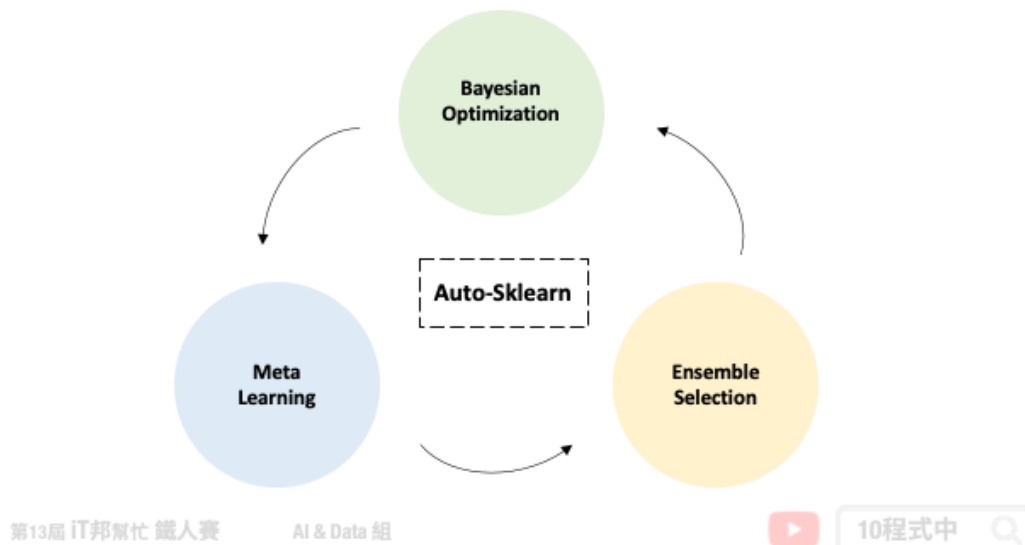 Bayesian
Optimization
Auto-Sklearn
Meta
Learning
Ensemble
Selection
第13屆 iT邦幫忙 鐵人賽
AI & Data 組
10程式中